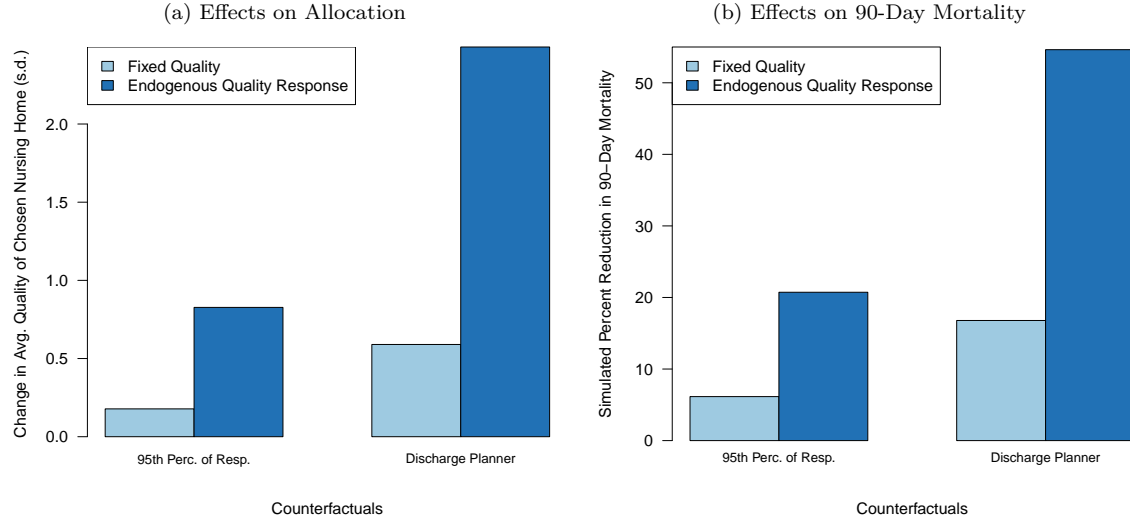 (a) Effects on Allocation
Change in Avg. Quality of Chosen Nursing Home (s.d.)
Fixed Quality
Endogenous Quality Response
2.0
1.5
1.0
0.5
0.0
95th Perc. of Resp.
Discharge Planner
Counterfactuals
(b) Effects on 90-Day Mortality
Simulated Percent Reduction in 90−Day Mortality
Fixed Quality
Endogenous Quality Response
50
40
30
20
10
0
95th Perc. of Resp.
Discharge Planner
Counterfactuals